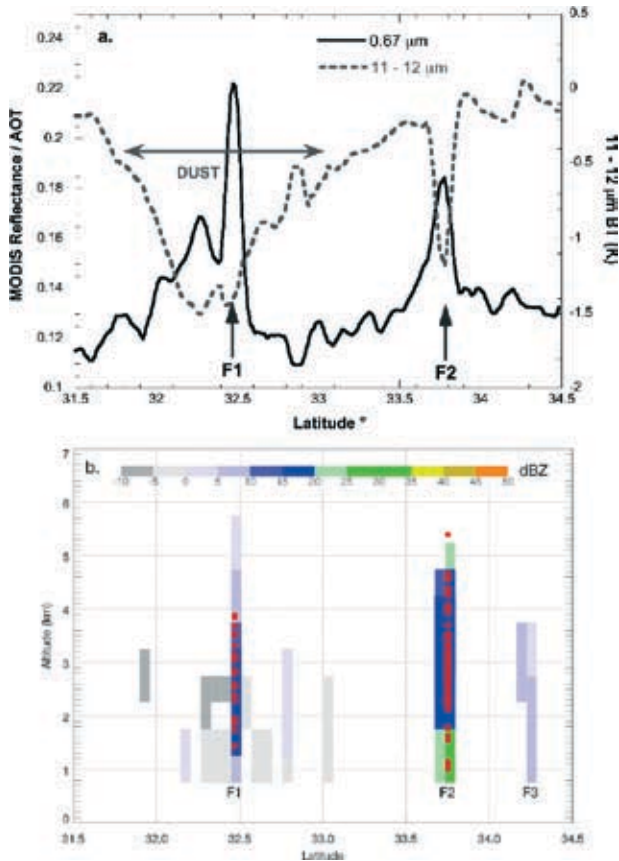 a.
0.67 µm
11 - 12 µm
DUST
F1
F2
MODIS Reflectance / AOT
0.24
0.22
0.2
0.18
0.16
0.14
0.12
0.1
0.5
0
-0.5
-1
-1.5
-2
11 - 12 µm BT (K)
31.5 32 32.5 33 33.5 34 34.5
Latitude °
b.
-10 -5 0 5 10 15 20 25 30 35 40 45 50
dBZ
7
6
5
4
3
2
1
0
Altitude (km)
F1 F2 F3
31.5 32.0 32.5 33.0 33.5 34.0 34.5
Latitude